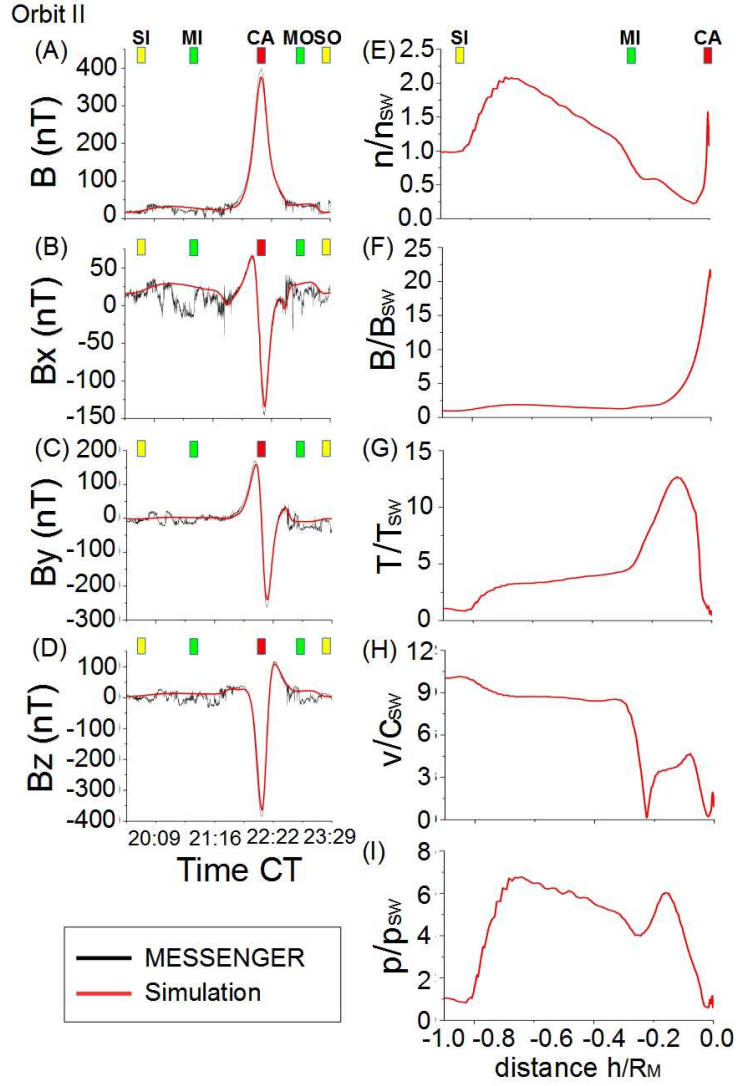 Orbit II
SI MI CA MO SO
(A)
400
300
200
100
0
B (nT)
(B)
50
0
-50
-100
-150
Bx (nT)
(C)
200
100
0
-100
-200
-300
By (nT)
(D)
100
0
-100
-200
-300
-400
Bz (nT)
20:09 21:16 22:22 23:29
Time CT
MESSENGER
Simulation
SI MI CA
(E)
2.5
2.0
1.5
1.0
0.5
0.0
n/nsw
(F)
25
20
15
10
5
0
B/Bsw
(G)
15
10
5
0
T/Tsw
(H)
12
9
6
3
0
v/csw
(I)
8
6
4
2
0
p/psw
-1.0 -0.8 -0.6 -0.4 -0.2 0.0
distance h/RM